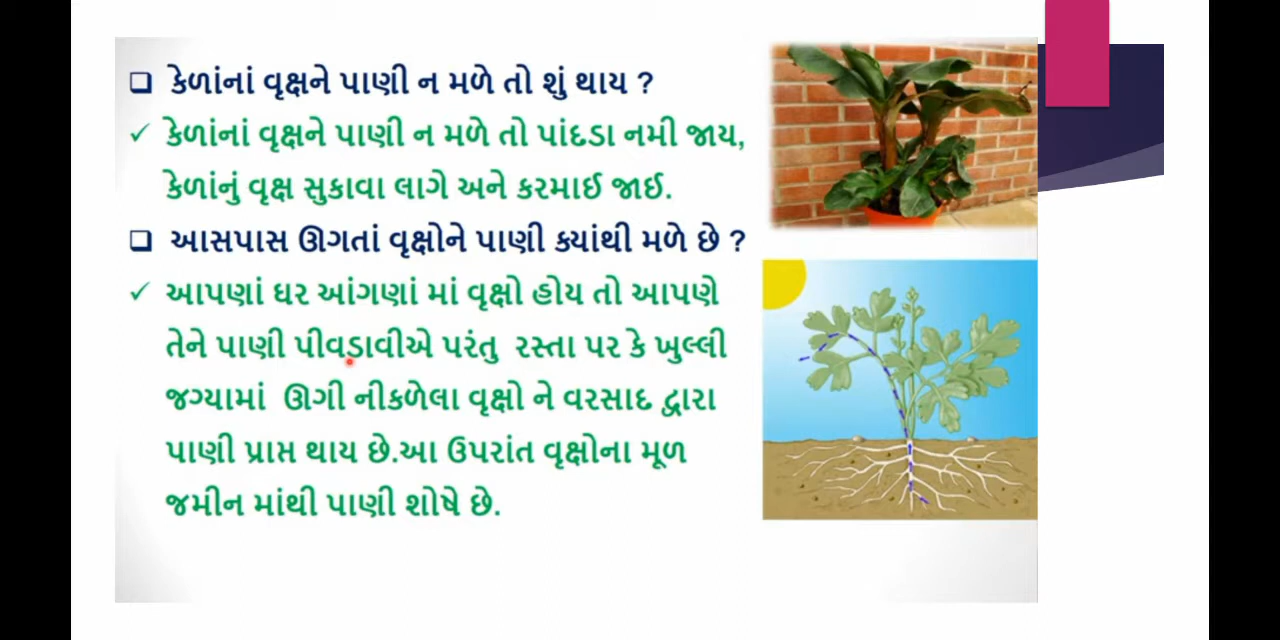 કેળાંનાં વૃક્ષને પાણી ન મળે તો શું થાય ?
કેળાંનાં વૃક્ષને પાણી ન મળે તો પાંદડા નમી જાય,
કેળાંનું વૃક્ષ સુકાવા લાગે અને કરમાઈ જાઈ.
આસપાસ ઊગતાં વૃક્ષોને પાણી ક્યાંથી મળે છે ?
આપણાં ઘર આંગણાં માં વૃક્ષો હોય તો આપણે
તેને પાણી પીવડાવીએ પરંતુ રસ્તા પર કે ખુલ્લી
જગ્યામાં ઊગી નીકળેલા વૃક્ષો ને વરસાદ દ્વારા
પાણી પ્રાપ્ત થાય છે.આ ઉપરાંત વૃક્ષોના મૂળ
જમીન માંથી પાણી શોષે છે.